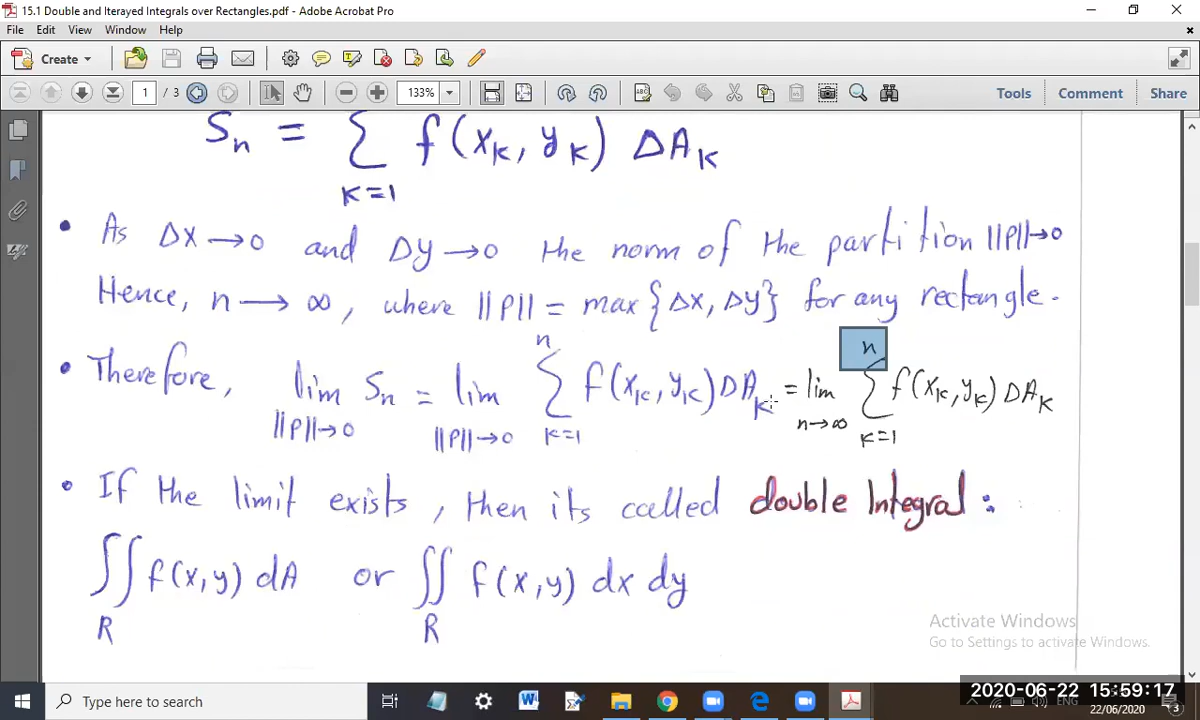 15.1 Double and Iterayed Integrals over Rectangles.pdf - Adobe Acrobat Pro
File Edit View Window Help
Create
1 / 3 133% Tools Comment Share
Sₙ = ∑ f(xₖ, yₖ) ΔAₖ
k=1
• As Δx→0 and Δy→0 the norm of the partition ||P||→0
Hence, n→∞, where ||P|| = max{Δx, Δy} for any rectangle.
n n
• Therefore, lim Sₙ = lim ∑ f(xₖ, yₖ) ΔAₖ = lim ∑ f(xₖ, yₖ) ΔAₖ
||P||→0 ||P||→0 k=1 n→∞ k=1
• If the limit exists, then its called double Integral:
∬ f(x,y) dA or ∬ f(x,y) dx dy
R R
Activate Windows
Go to Settings to activate Windows.
Type here to search
2020-06-22 15:59:17
ENG
22/06/2020
3